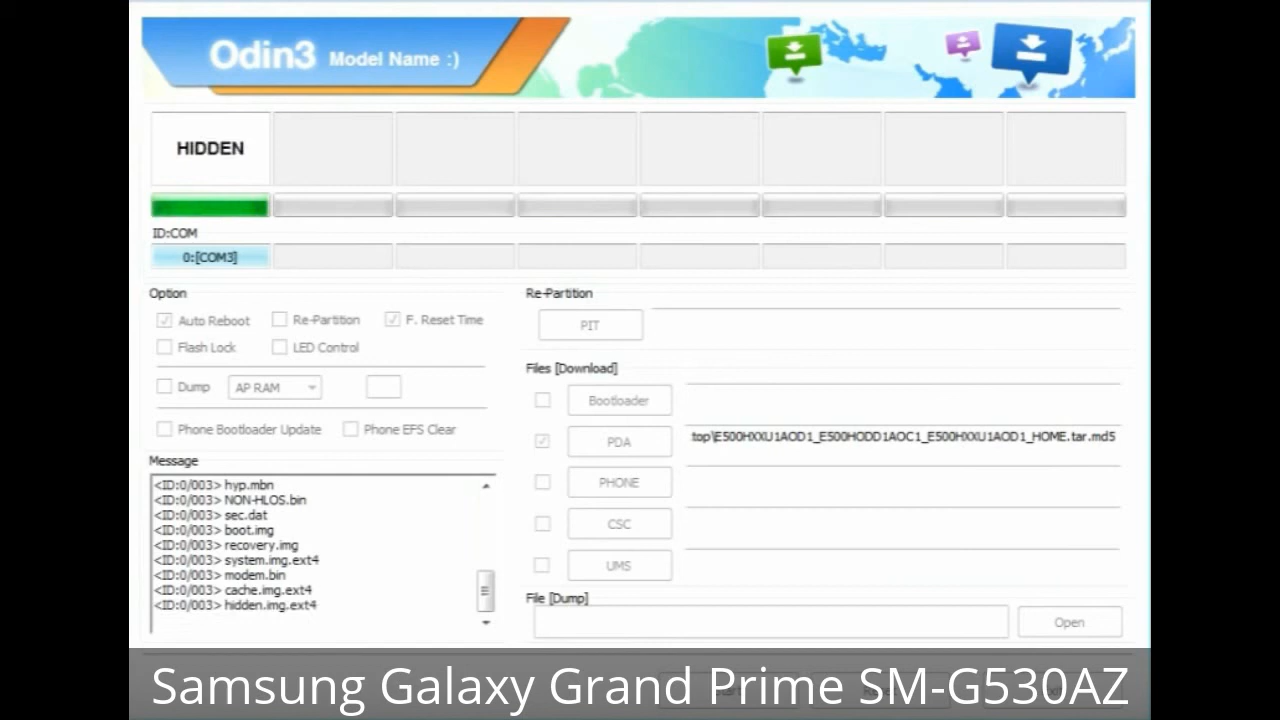 Odin3 Model Name :)
HIDDEN
ID:COM
0:[COM3]
Option
Auto Reboot
Re-Partition
F. Reset Time
Flash Lock
LED Control
Dump
AP RAM
Phone Bootloader Update
Phone EFS Clear
Message
<ID:0/003> hyp.mbn
<ID:0/003> NON-HLOS.bin
<ID:0/003> sec.dat
<ID:0/003> boot.img
<ID:0/003> recovery.img
<ID:0/003> system.img.ext4
<ID:0/003> modem.bin
<ID:0/003> cache.img.ext4
<ID:0/003> hidden.img.ext4
Re-Partition
PIT
Files [Download]
Bootloader
PDA
top\E500HXXU1AOD1_E500HODD1AOC1_E500HXXU1AOD1_HOME.tar.md5
PHONE
CSC
UMS
File [Dump]
Open
Samsung Galaxy Grand Prime SM-G530AZ